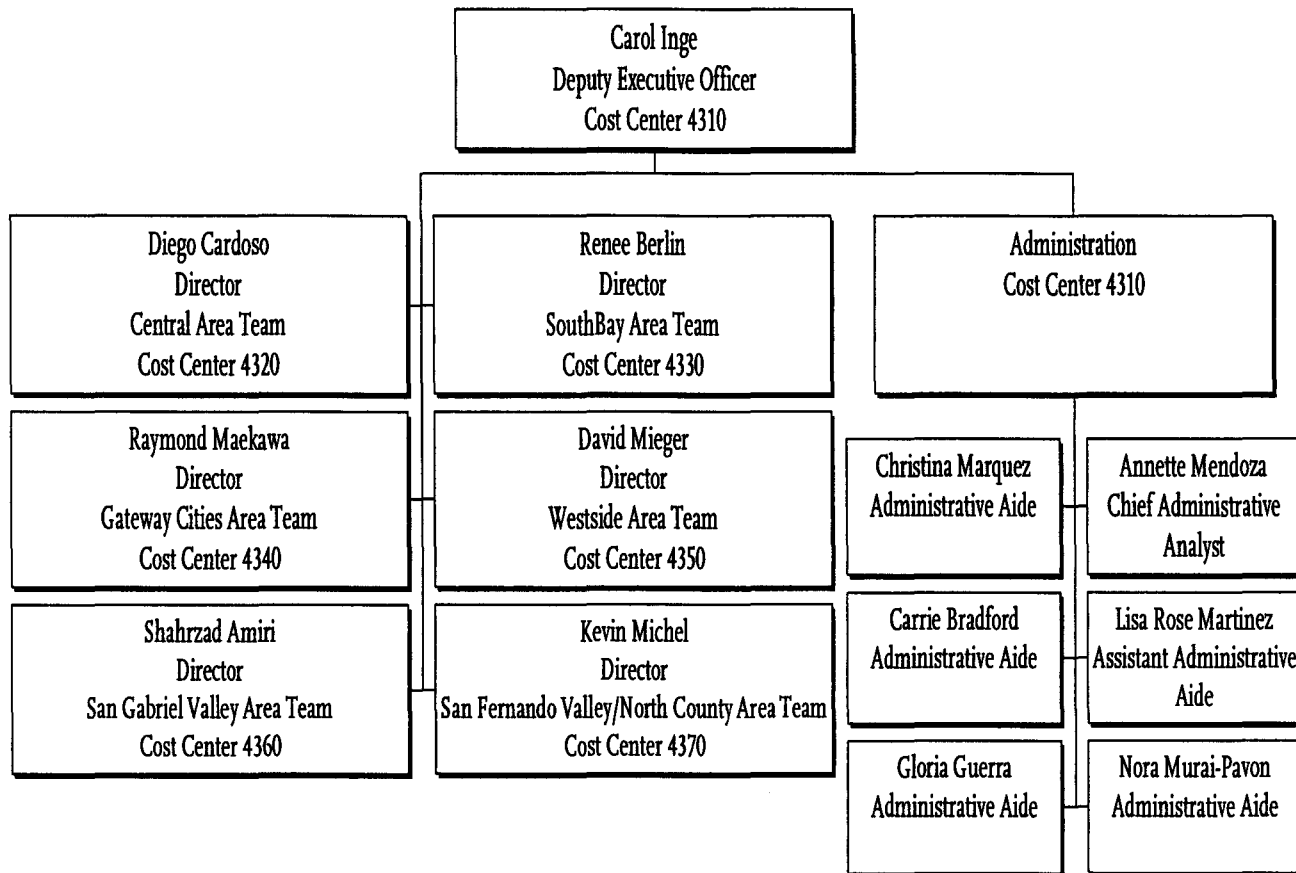 Carol Inge
Deputy Executive Officer
Cost Center 4310
Diego Cardoso
Director
Central Area Team
Cost Center 4320
Renee Berlin
Director
SouthBay Area Team
Cost Center 4330
Administration
Cost Center 4310
Raymond Maekawa
Director
Gateway Cities Area Team
Cost Center 4340
David Mieger
Director
Westside Area Team
Cost Center 4350
Christina Marquez
Administrative Aide
Annette Mendoza
Chief Administrative
Analyst
Shahrzad Amiri
Director
San Gabriel Valley Area Team
Cost Center 4360
Kevin Michel
Director
San Fernando Valley/North County Area Team
Cost Center 4370
Carrie Bradford
Administrative Aide
Lisa Rose Martinez
Assistant Administrative
Aide
Gloria Guerra
Administrative Aide
Nora Murai-Pavon
Administrative Aide